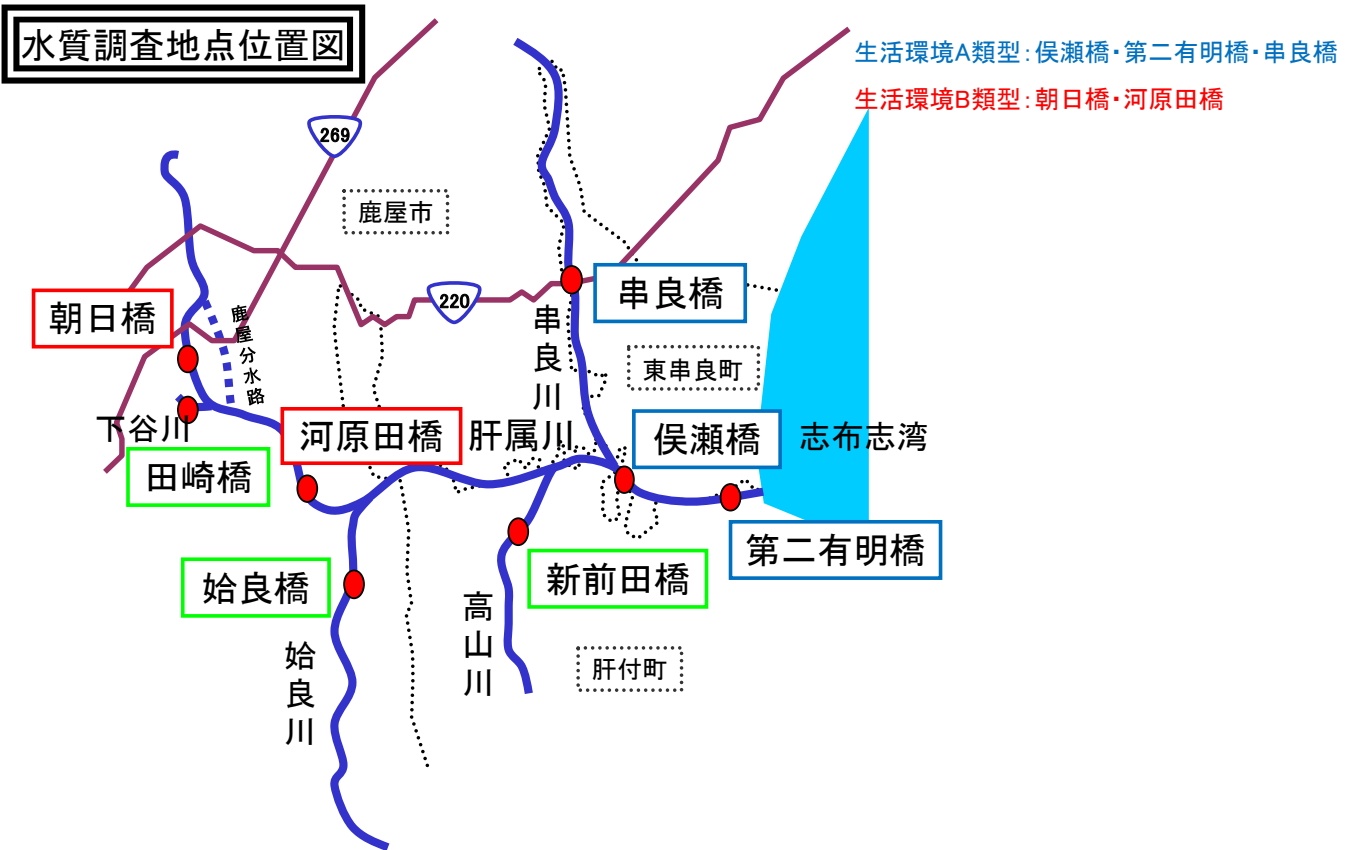 水質調査地点位置図
生活環境A類型:俣瀬橋・第二有明橋・串良橋
生活環境B類型:朝日橋・河原田橋
269
鹿屋市
220
串良橋
朝日橋
鹿屋分水路
串良川
東串良町
下谷川
河原田橋
肝属川
俣瀬橋
志布志湾
田崎橋
第二有明橋
姶良橋
新前田橋
高山川
姶良川
肝付町